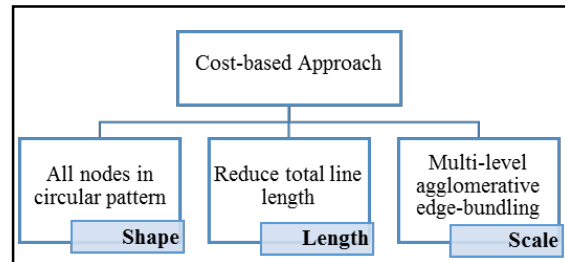 Cost-based Approach
All nodes in
circular pattern
Shape
Reduce total line
length
Length
Multi-level
agglomerative
edge-bundling
Scale